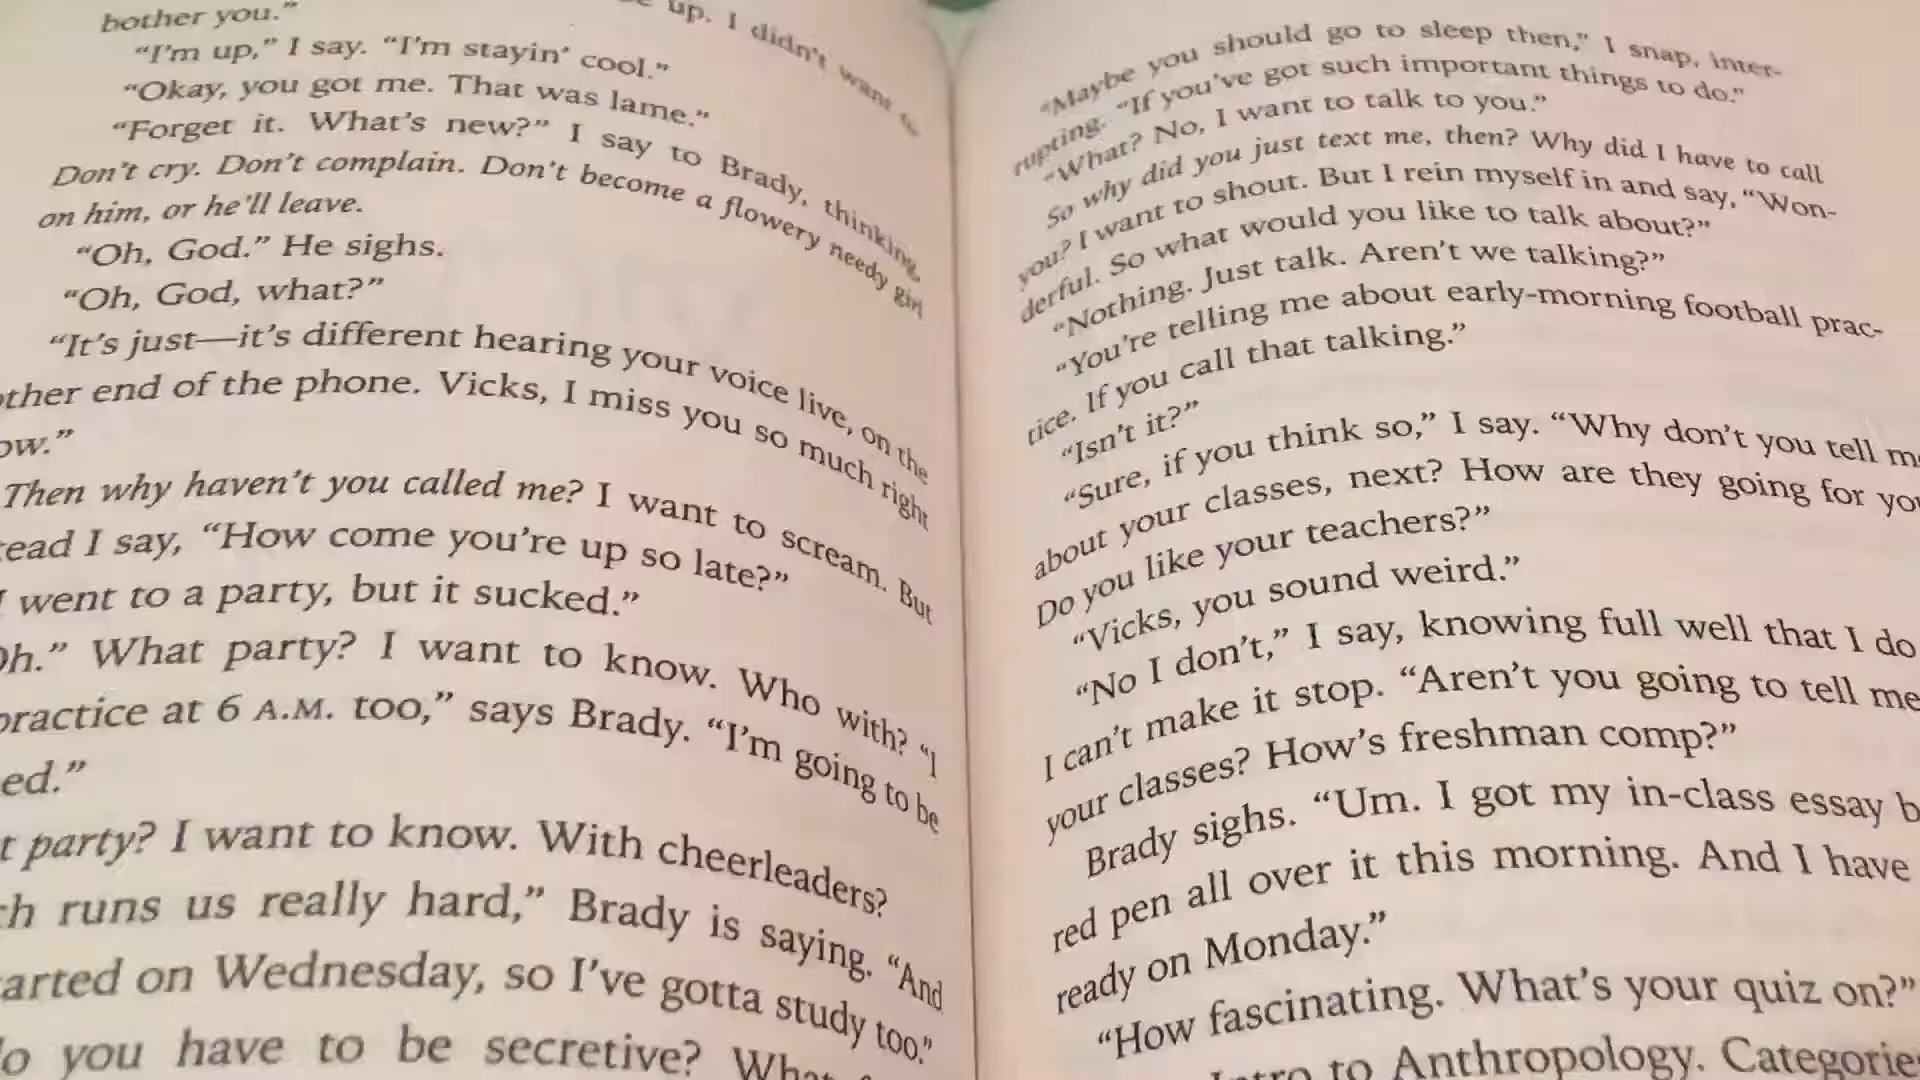 up. I didn't want to
bother you."
"I'm up," I say. "I'm stayin' cool."
"Okay, you got me. That was lame."
"Forget it. What's new?" I say to Brady, thinking,
Don't cry. Don't complain. Don't become a flowery needy girl
on him, or he'll leave.
"Oh, God." He sighs.
"Oh, God, what?"
"It's just—it's different hearing your voice live, on the
other end of the phone. Vicks, I miss you so much right
ow."
Then why haven't you called me? I want to scream. But
ead I say, "How come you're up so late?"
I went to a party, but it sucked."
Oh." What party? I want to know. Who with? "I
practice at 6 A.M. too," says Brady. "I'm going to be
ed."
t party? I want to know. With cheerleaders?
ch runs us really hard," Brady is saying. "And
arted on Wednesday, so I've gotta study too."
do you have to be secretive?
"Maybe you should go to sleep then," I snap, inter-
rupting. "If you've got such important things to do."
"What? No, I want to talk to you."
So why did you just text me, then? Why did I have to call
you? I want to shout. But I rein myself in and say, "Won-
derful. So what would you like to talk about?"
"Nothing. Just talk. Aren't we talking?"
"You're telling me about early-morning football prac-
tice. If you call that talking."
"Isn't it?"
"Sure, if you think so," I say. "Why don't you tell me
about your classes, next? How are they going for you
Do you like your teachers?"
"Vicks, you sound weird."
"No I don't," I say, knowing full well that I do
I can't make it stop. "Aren't you going to tell me
your classes? How's freshman comp?"
Brady sighs. "Um. I got my in-class essay b
red pen all over it this morning. And I have
ready on Monday."
"How fascinating. What's your quiz on?"
Intro to Anthropology. Categorie